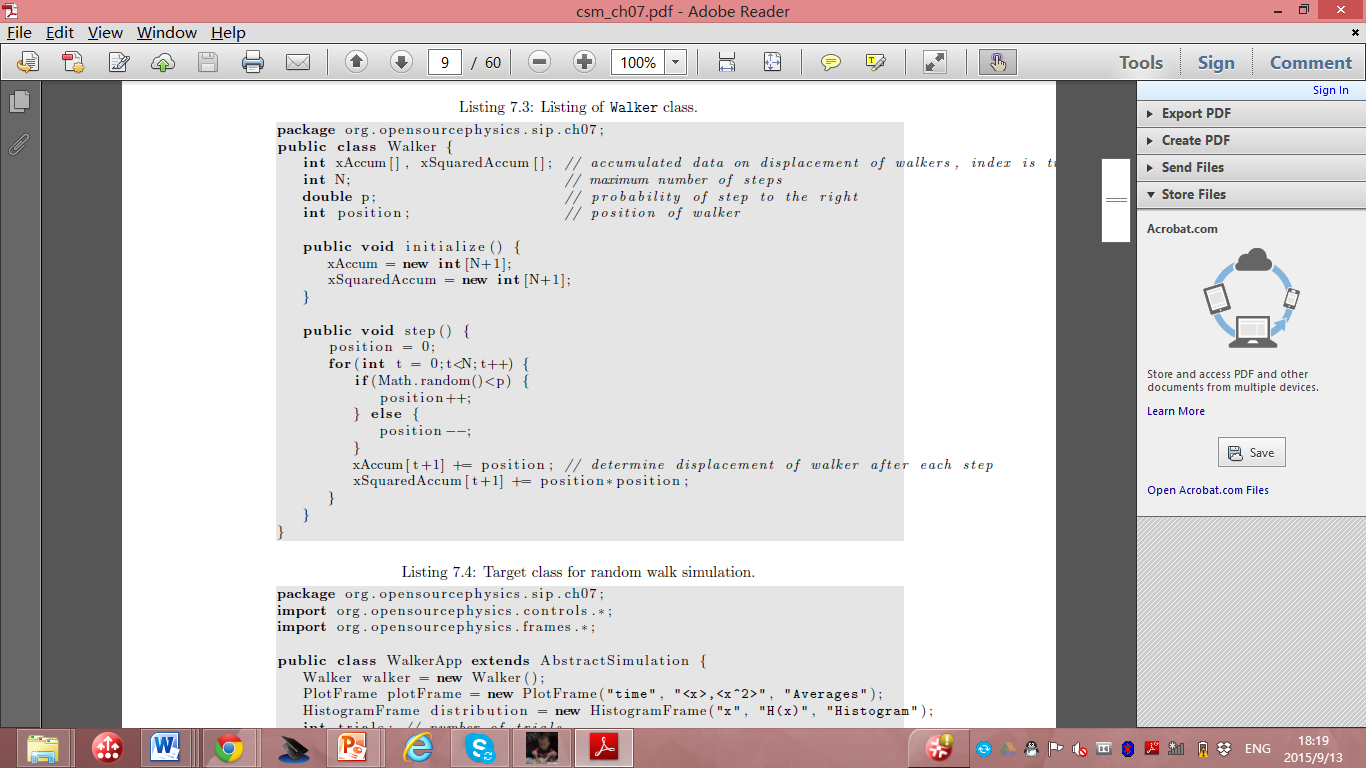 csm_ch07.pdf - Adobe Reader
File Edit View Window Help
9 / 60 100% Tools Sign Comment
Sign In
Export PDF
Create PDF
Send Files
Store Files
Acrobat.com
Store and access PDF and other
documents from multiple devices.
Learn More
Save
Open Acrobat.com Files
Listing 7.3: Listing of Walker class.
package org.opensourcephysics.sip.ch07;
public class Walker {
int xAccum[], xSquaredAccum[]; // accumulated data on displacement of walkers, index is
int N; // maximum number of steps
double p; // probability of step to the right
int position; // position of walker
public void initialize() {
xAccum = new int[N+1];
xSquaredAccum = new int[N+1];
}
public void step() {
position = 0;
for(int t = 0;t<N;t++) {
if(Math.random()<p) {
position++;
} else {
position--;
}
xAccum[t+1] += position; // determine displacement of walker after each step
xSquaredAccum[t+1] += position*position;
}
}
}
Listing 7.4: Target class for random walk simulation.
package org.opensourcephysics.sip.ch07;
import org.opensourcephysics.controls.*;
import org.opensourcephysics.frames.*;
public class WalkerApp extends AbstractSimulation {
Walker walker = new Walker();
PlotFrame plotFrame = new PlotFrame("time", "<x>,<x^2>", "Averages");
HistogramFrame distribution = new HistogramFrame("x", "H(x)", "Histogram");
int trials; // number of trials
ENG
18:19
2015/9/13